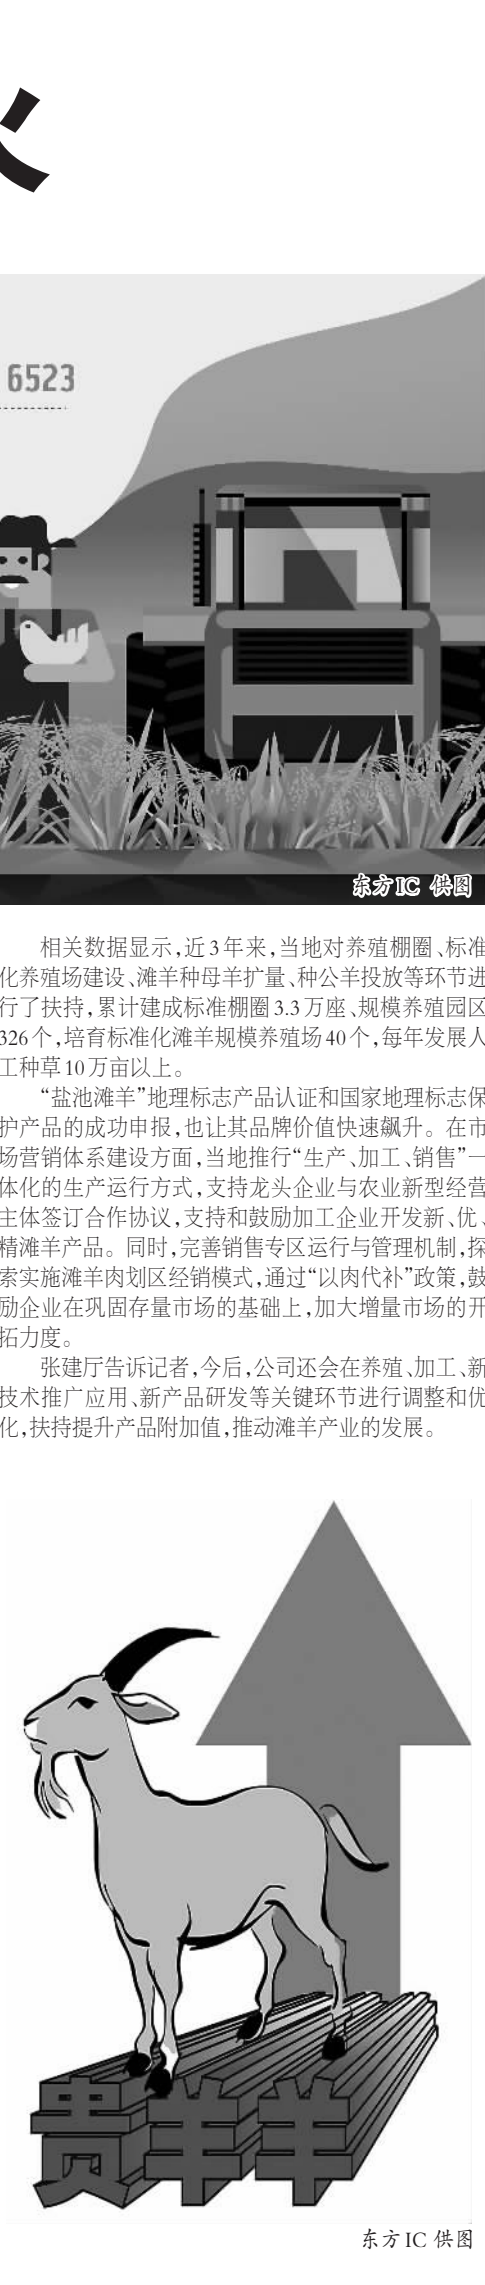 6523
东方IC 供图
相关数据显示,近3年来,当地对养殖棚圈、标准
化养殖场建设、滩羊种母羊扩量、种公羊投放等环节进
行了扶持,累计建成标准棚圈3.3万座、规模养殖园区
326个,培育标准化滩羊规模养殖场40个,每年发展人
工种草10万亩以上。
“盐池滩羊”地理标志产品认证和国家地理标志保
护产品的成功申报,也让其品牌价值快速飙升。在市
场营销体系建设方面,当地推行“生产、加工、销售”一
体化的生产运行方式,支持龙头企业与农业新型经营
主体签订合作协议,支持和鼓励加工企业开发新、优、
精滩羊产品。同时,完善销售专区运行与管理机制,探
索实施滩羊肉划区经销模式,通过“以肉代补”政策,鼓
励企业在巩固存量市场的基础上,加大增量市场的开
拓力度。
张建厅告诉记者,今后,公司还会在养殖、加工、新
技术推广应用、新产品研发等关键环节进行调整和优
化,扶持提升产品附加值,推动滩羊产业的发展。
贵羊羊
东方IC 供图